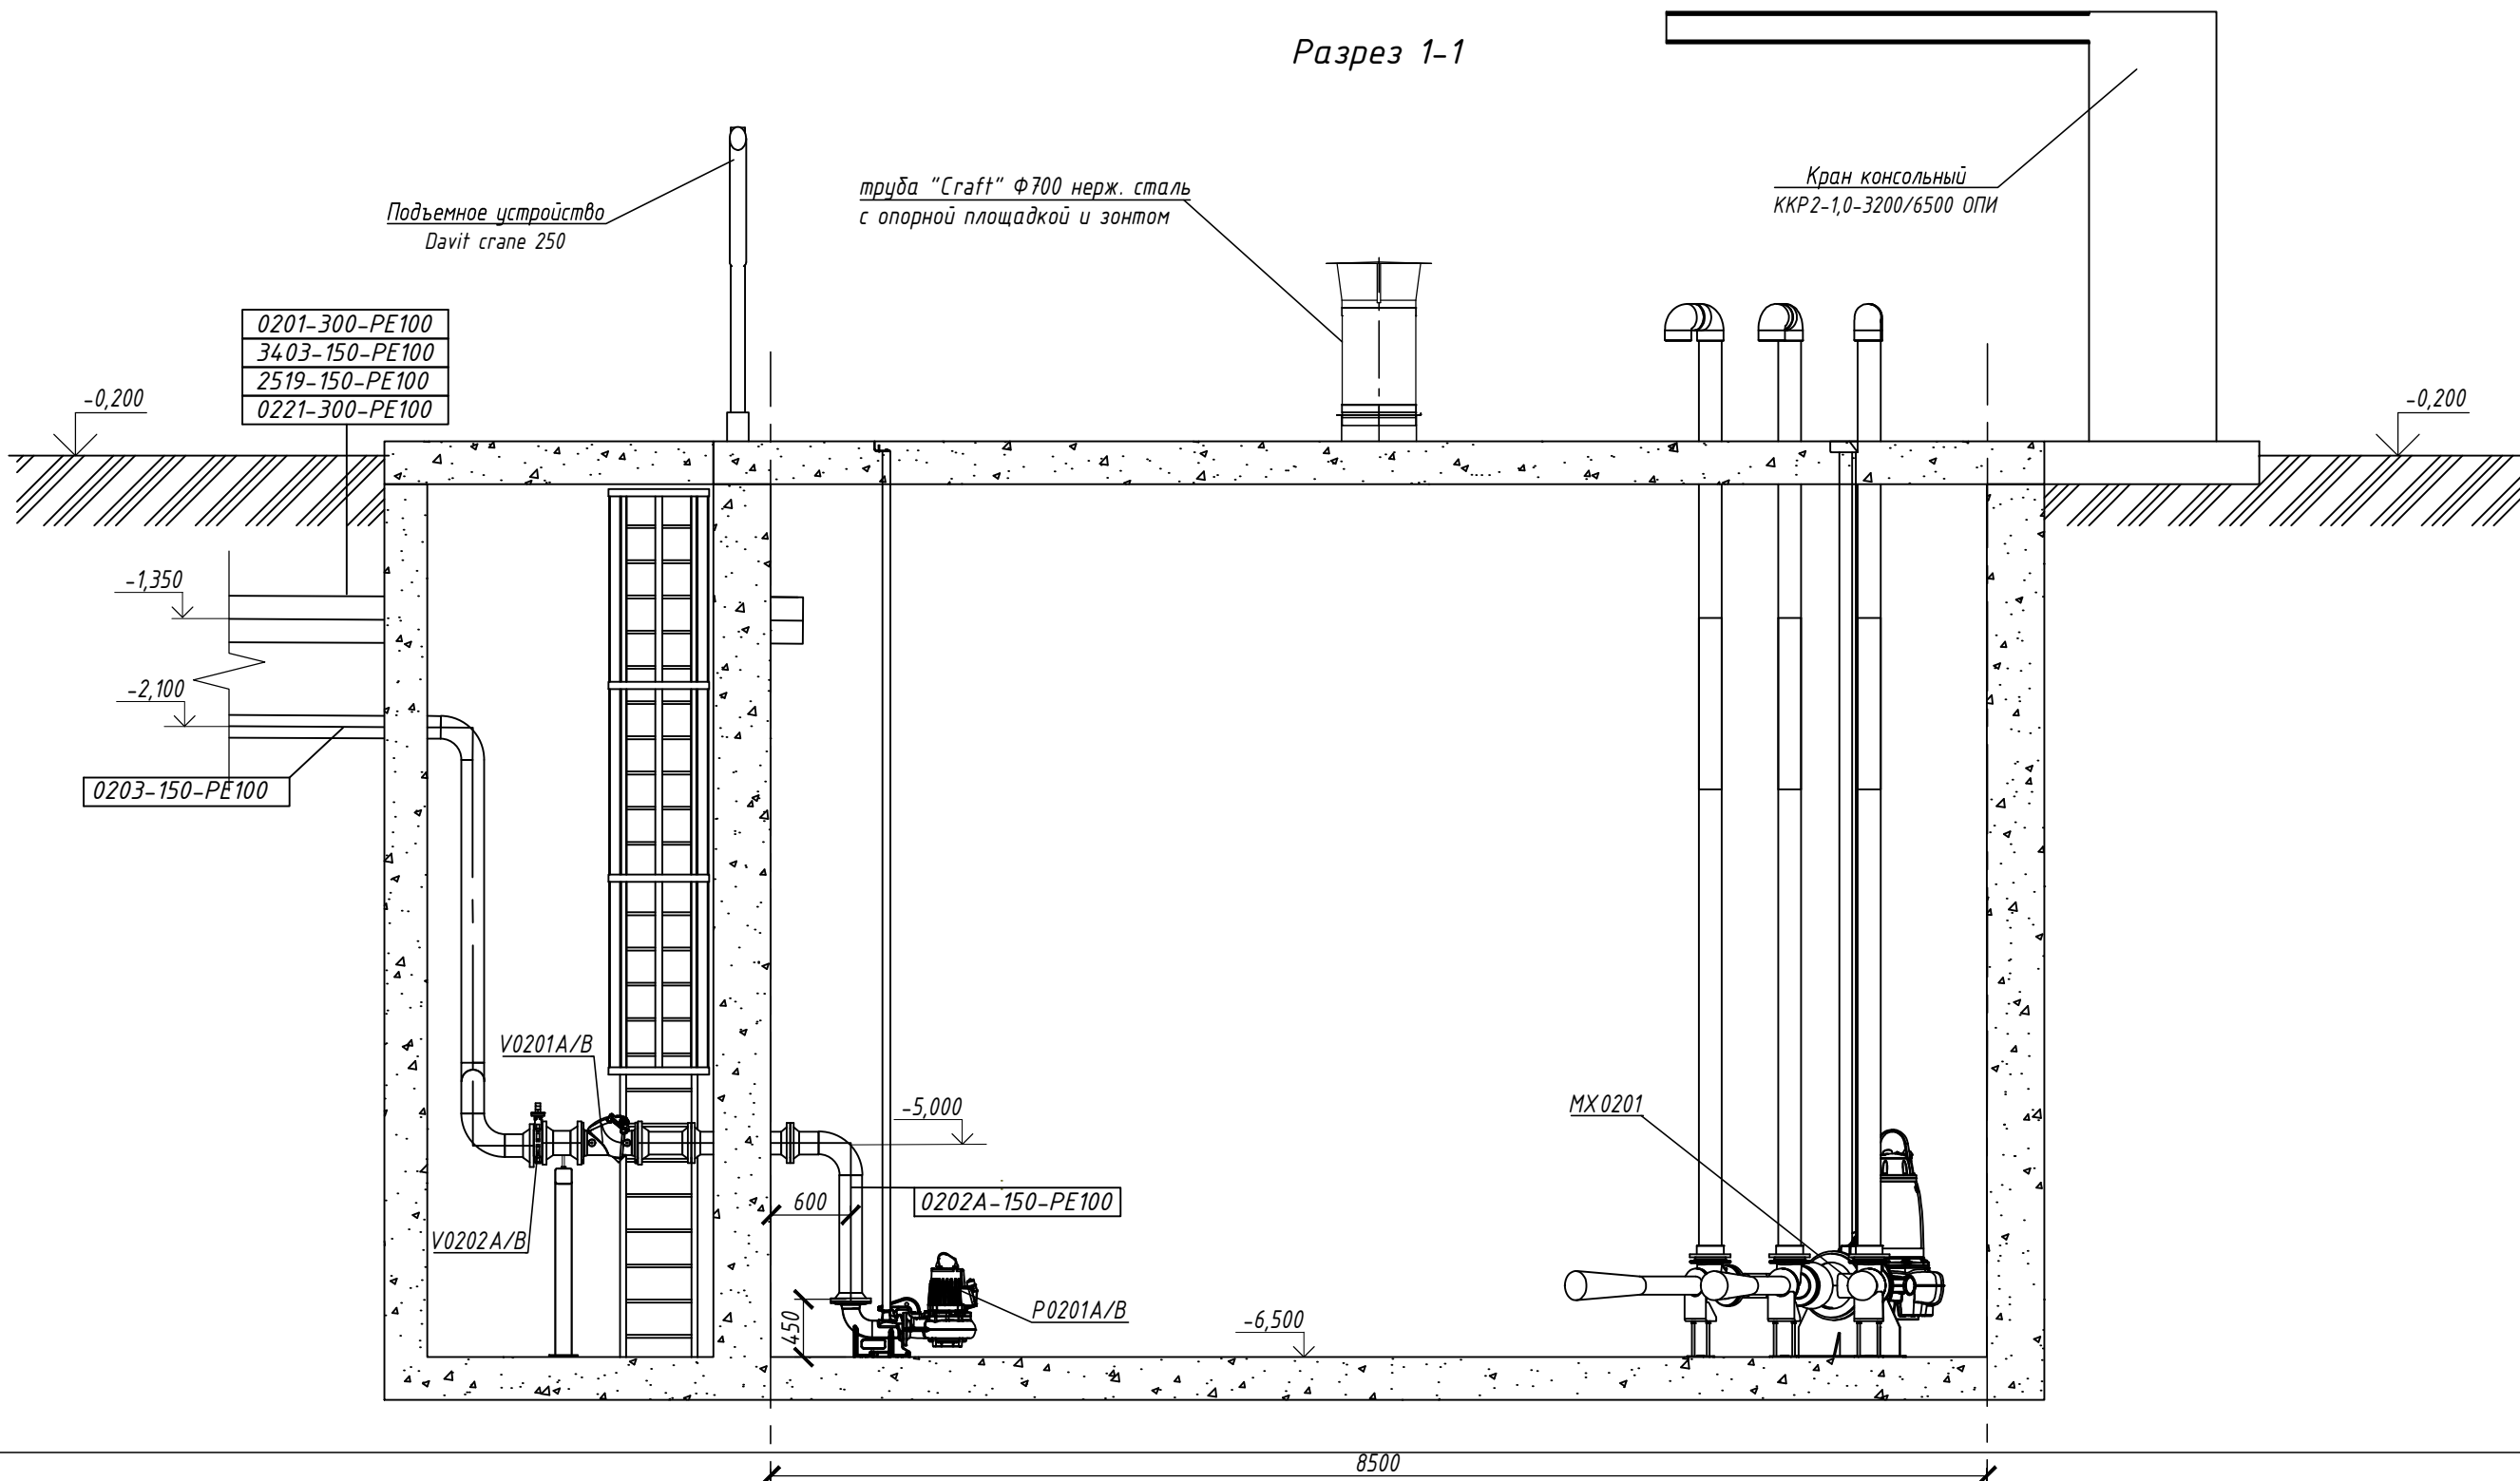 Разрез 1-1
Подъемное устройство
Davit crane 250
труба "Craft" Ф700 нерж. сталь
с опорной площадкой и зонтом
Кран консольный
ККР2-1,0-3200/6500 ОПИ
0201-300-PE100
3403-150-PE100
2519-150-PE100
0221-300-PE100
-0,200
-0,200
-1,350
-2,100
0203-150-PE100
V0201A/B
-5,000
MX0201
600
0202A-150-PE100
V0202A/B
P0201A/B
450
-6,500
8500